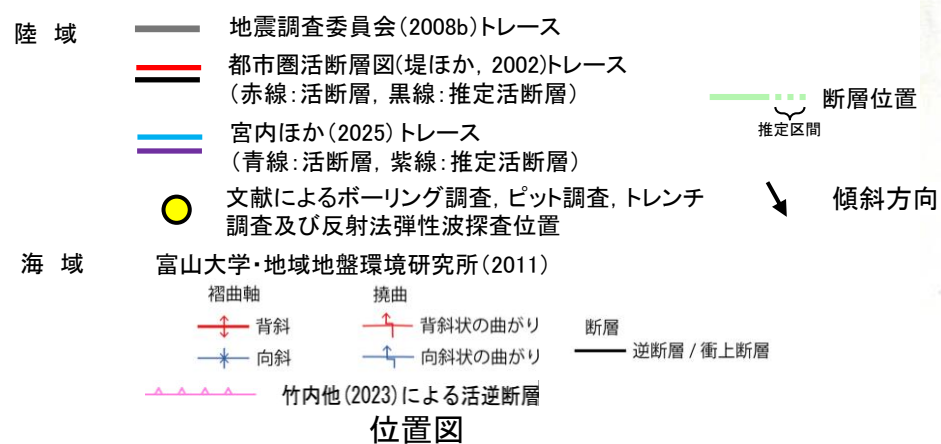 陸 域
地震調査委員会(2008b)トレース
都市圏活断層図(堤ほか, 2002)トレース
(赤線:活断層, 黒線:推定活断層)
宮内ほか(2025)トレース
(青線:活断層, 紫線:推定活断層)
文献によるボーリング調査, ピット調査, トレンチ
調査及び反射法弾性波探査位置
断層位置
推定区間
傾斜方向
海 域
富山大学・地域地盤環境研究所(2011)
褶曲軸
背斜
向斜
撓曲
背斜状の曲がり
向斜状の曲がり
断層
逆断層 / 衝上断層
竹内他(2023)による活逆断層
位置図